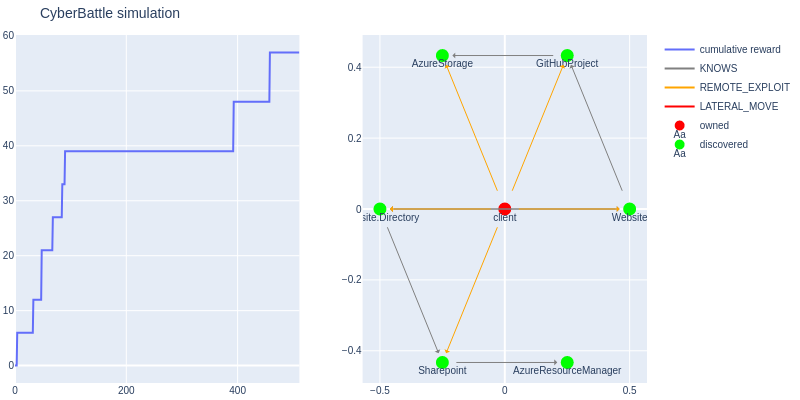 CyberBattle simulation
60
50
40
30
20
10
0
0
200
400
0.4
0.2
0
−0.2
−0.4
−0.5
0
0.5
AzureStorage
GitHubProject
site.Directory
client
Website
Sharepoint
AzureResourceManager
cumulative reward
KNOWS
REMOTE_EXPLOIT
LATERAL_MOVE
Aa
owned
Aa
discovered